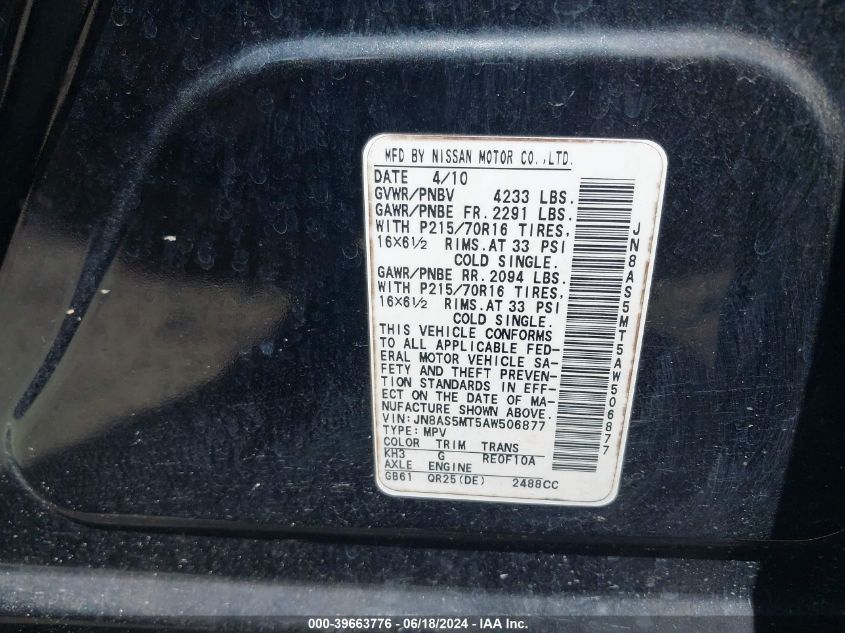 MFD BY NISSAN MOTOR CO.,LTD.
DATE 4/10
GVWR/PNBV 4233 LBS.
GAWR/PNBE FR. 2291 LBS.
WITH P215/70R16 TIRES,
16×6½ RIMS. AT 33 PSI
COLD SINGLE.
GAWR/PNBE RR. 2094 LBS.
WITH P215/70R16 TIRES,
16×6½ RIMS. AT 33 PSI
COLD SINGLE.
THIS VEHICLE CONFORMS
TO ALL APPLICABLE FED-
ERAL MOTOR VEHICLE SA-
FETY AND THEFT PREVEN-
TION STANDARDS IN EFF-
ECT ON THE DATE OF MA-
NUFACTURE SHOWN ABOVE.
VIN: JN8AS5MT5AW506877
TYPE: MPV
COLOR TRIM TRANS
KH3 G RE0F10A
AXLE ENGINE
GB61 QR25(DE) 2488CC
JN8AS5MT5AW506877
000-39663776 - 06/18/2024 - IAA Inc.